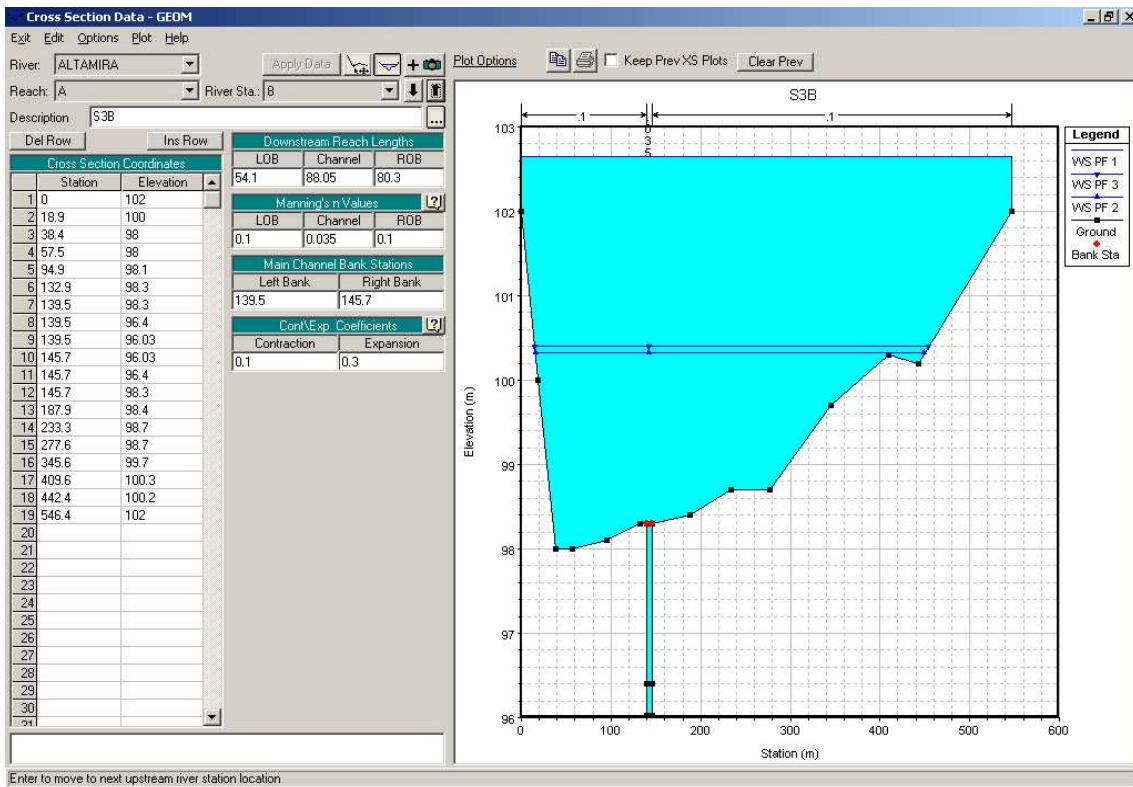 Cross Section Data - GEOM
Exit Edit Options Plot Help
River: ALTAMIRA
Apply Data
Plot Options
Keep Prev XS Plots
Clear Prev
Reach: A
River Sta.: 8
Description S3B
...
Del Row Ins Row
Cross Section Coordinates
Station Elevation
1 0 102
2 18.9 100
3 38.4 98
4 57.5 98
5 94.9 98.1
6 132.9 98.3
7 139.5 98.3
8 139.5 96.4
9 139.5 96.03
10 145.7 96.03
11 145.7 96.4
12 145.7 98.3
13 187.9 98.4
14 233.3 98.7
15 277.6 98.7
16 345.6 99.7
17 409.6 100.3
18 442.4 100.2
19 546.4 102
20
21
22
23
24
25
26
27
28
29
30
31
Downstream Reach Lengths
LOB Channel ROB
54.1 88.05 80.3
Manning's n Values
LOB Channel ROB
0.1 0.035 0.1
Main Channel Bank Stations
Left Bank Right Bank
139.5 145.7
Cont\Exp Coefficients
Contraction Expansion
0.1 0.3
S3B
.1 .035 .1
103
102
101
100
99
98
97
96
Elevation (m)
0 100 200 300 400 500 600
Station (m)
Legend
WS PF 1
WS PF 3
WS PF 2
Ground
Bank Sta
Enter to move to next upstream river station location